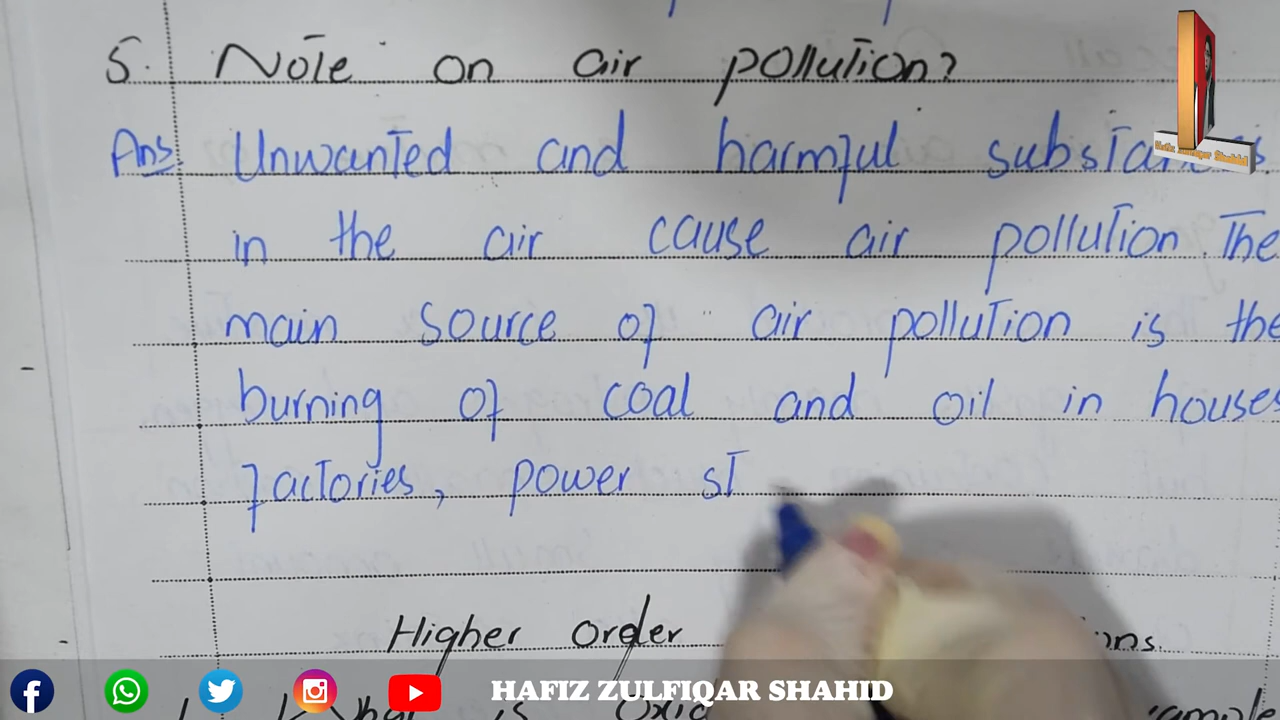 5. Note on air pollution?
Ans. Unwanted and harmful
in the air cause air pollution. The
main source of air pollution is the
burning of coal and oil in houses
factories, power st
Higher Order
What is
HAFIZ ZULFIQAR SHAHID